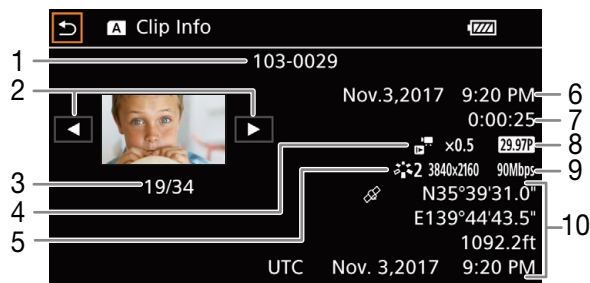 A Clip Info
1 103-0029
2 Nov.3,2017 9:20 PM 6
0:00:25 7
×0.5 29.97P 8
2 3840x2160 90Mbps 9
3 19/34
4 N35°39'31.0"
E139°44'43.5" 10
5 1092.2ft
UTC Nov. 3,2017 9:20 PM